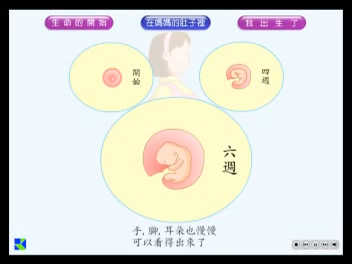 生命的開始
在媽媽的肚子裡
我出生了
開始
四週
六週
手,腳,耳朵也慢慢
可以看得出來了